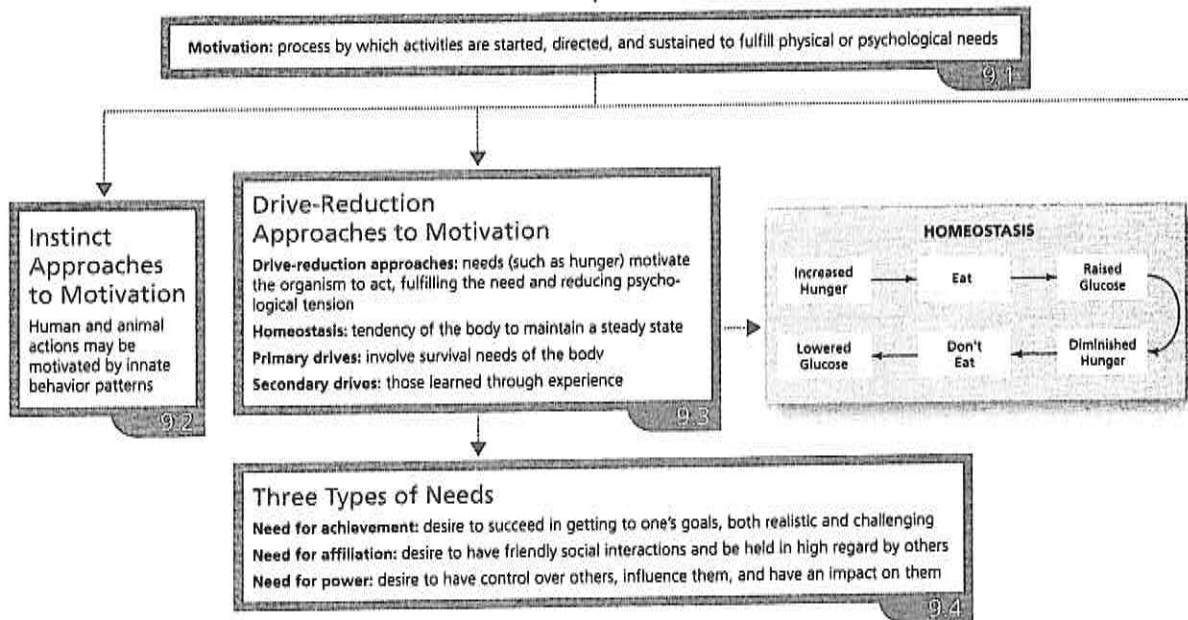 Motivation: process by which activities are started, directed, and sustained to fulfill physical or psychological needs
9.1
Instinct
Approaches
to Motivation
Human and animal
actions may be
motivated by innate
behavior patterns
9.2
Drive-Reduction
Approaches to Motivation
Drive-reduction approaches: needs (such as hunger) motivate
the organism to act, fulfilling the need and reducing psycho-
logical tension
Homeostasis: tendency of the body to maintain a steady state
Primary drives: involve survival needs of the body
Secondary drives: those learned through experience
9.3
HOMEOSTASIS
Increased
Hunger
Eat
Raised
Glucose
Lowered
Glucose
Don't
Eat
Diminished
Hunger
Three Types of Needs
Need for achievement: desire to succeed in getting to one's goals, both realistic and challenging
Need for affiliation: desire to have friendly social interactions and be held in high regard by others
Need for power: desire to have control over others, influence them, and have an impact on them
9.4